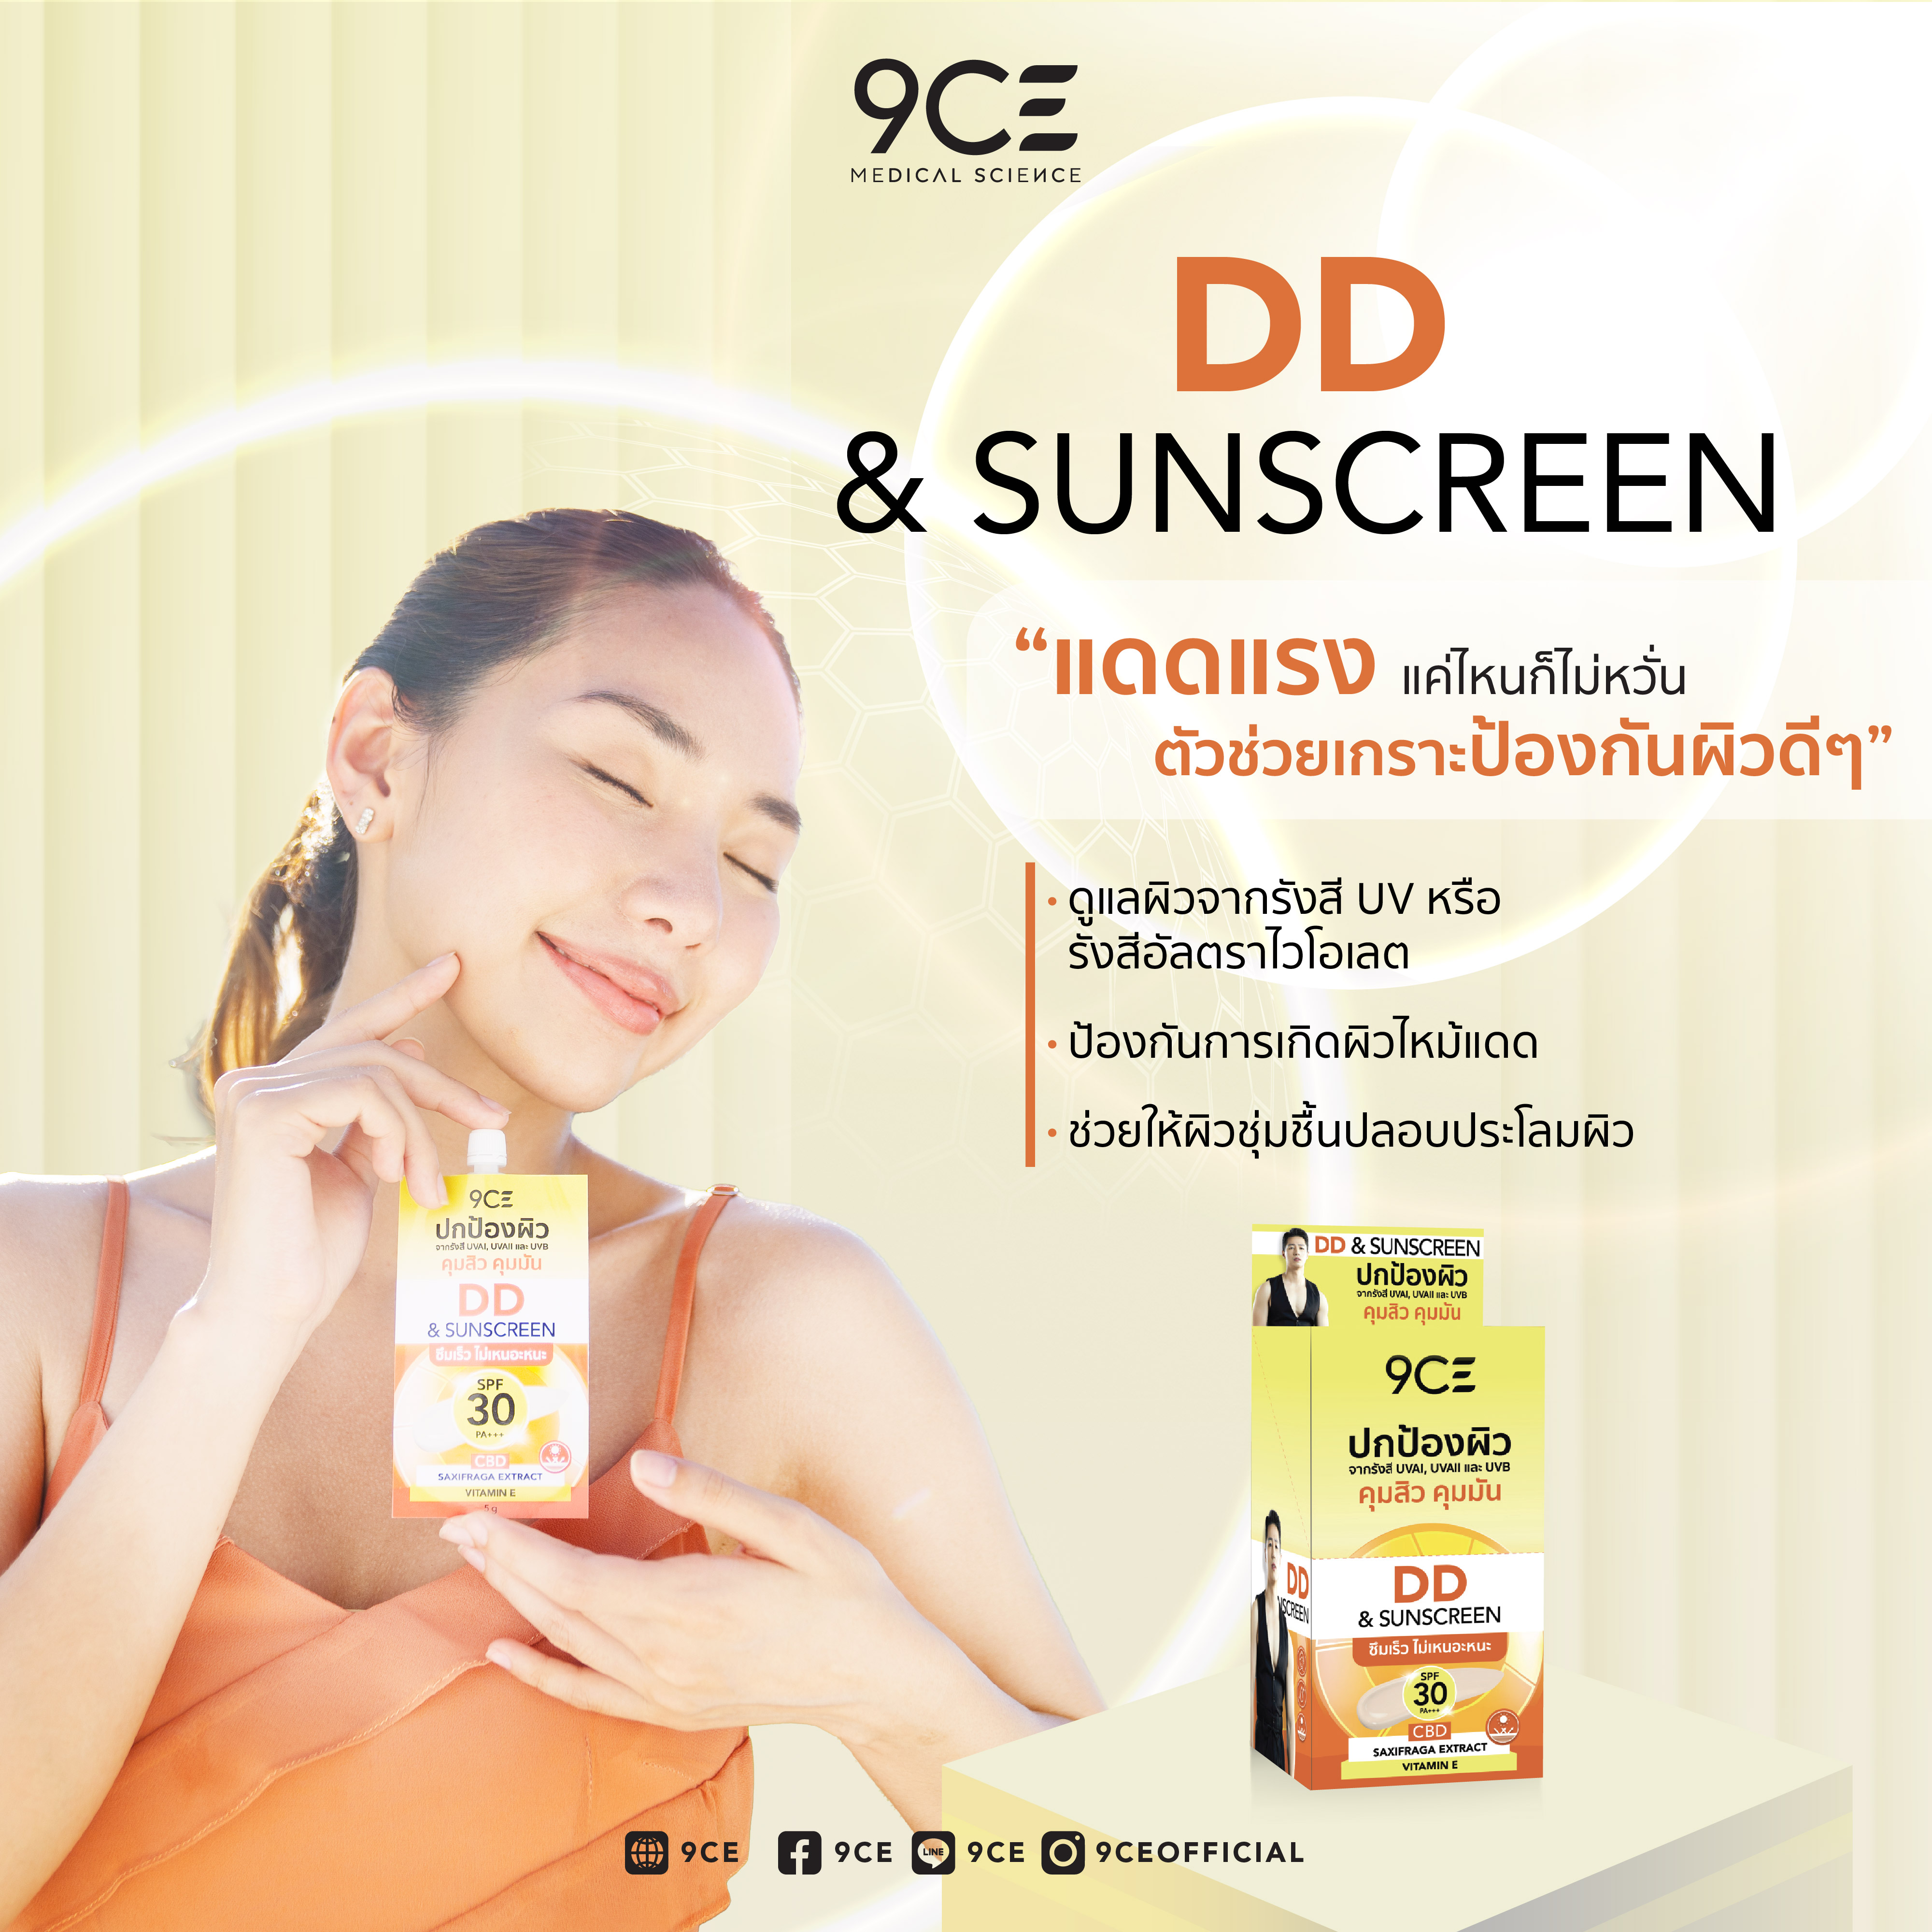 9CE
MEDICAL SCIENCE
DD
& SUNSCREEN
“แดดแรง แค่ไหนก็ไม่หวั่น
ตัวช่วยเกราะป้องกันผิวดีๆ”
• ดูแลผิวจากรังสี UV หรือ
รังสีอัลตราไวโอเลต
• ป้องกันการเกิดผิวไหม้แดด
• ช่วยให้ผิวชุ่มชื้นปลอบประโลมผิว
9CE
ปกป้องผิว
จากรังสี UVAI, UVAII และ UVB
คุมสิว คุมมัน
DD
& SUNSCREEN
ซึมเร็ว ไม่เหนอะหนะ
SPF
30
PA+++
CBD
SAXIFRAGA EXTRACT
VITAMIN E
5 g
DD & SUNSCREEN
ปกป้องผิว
จากรังสี UVAI, UVAII และ UVB
คุมสิว คุมมัน
9CE
ปกป้องผิว
จากรังสี UVAI, UVAII และ UVB
คุมสิว คุมมัน
DD
& SUNSCREEN
ซึมเร็ว ไม่เหนอะหนะ
SPF
30
PA+++
CBD
SAXIFRAGA EXTRACT
VITAMIN E
DD
NSCREEN
9CE 9CE LINE 9CE 9CEOFFICIAL